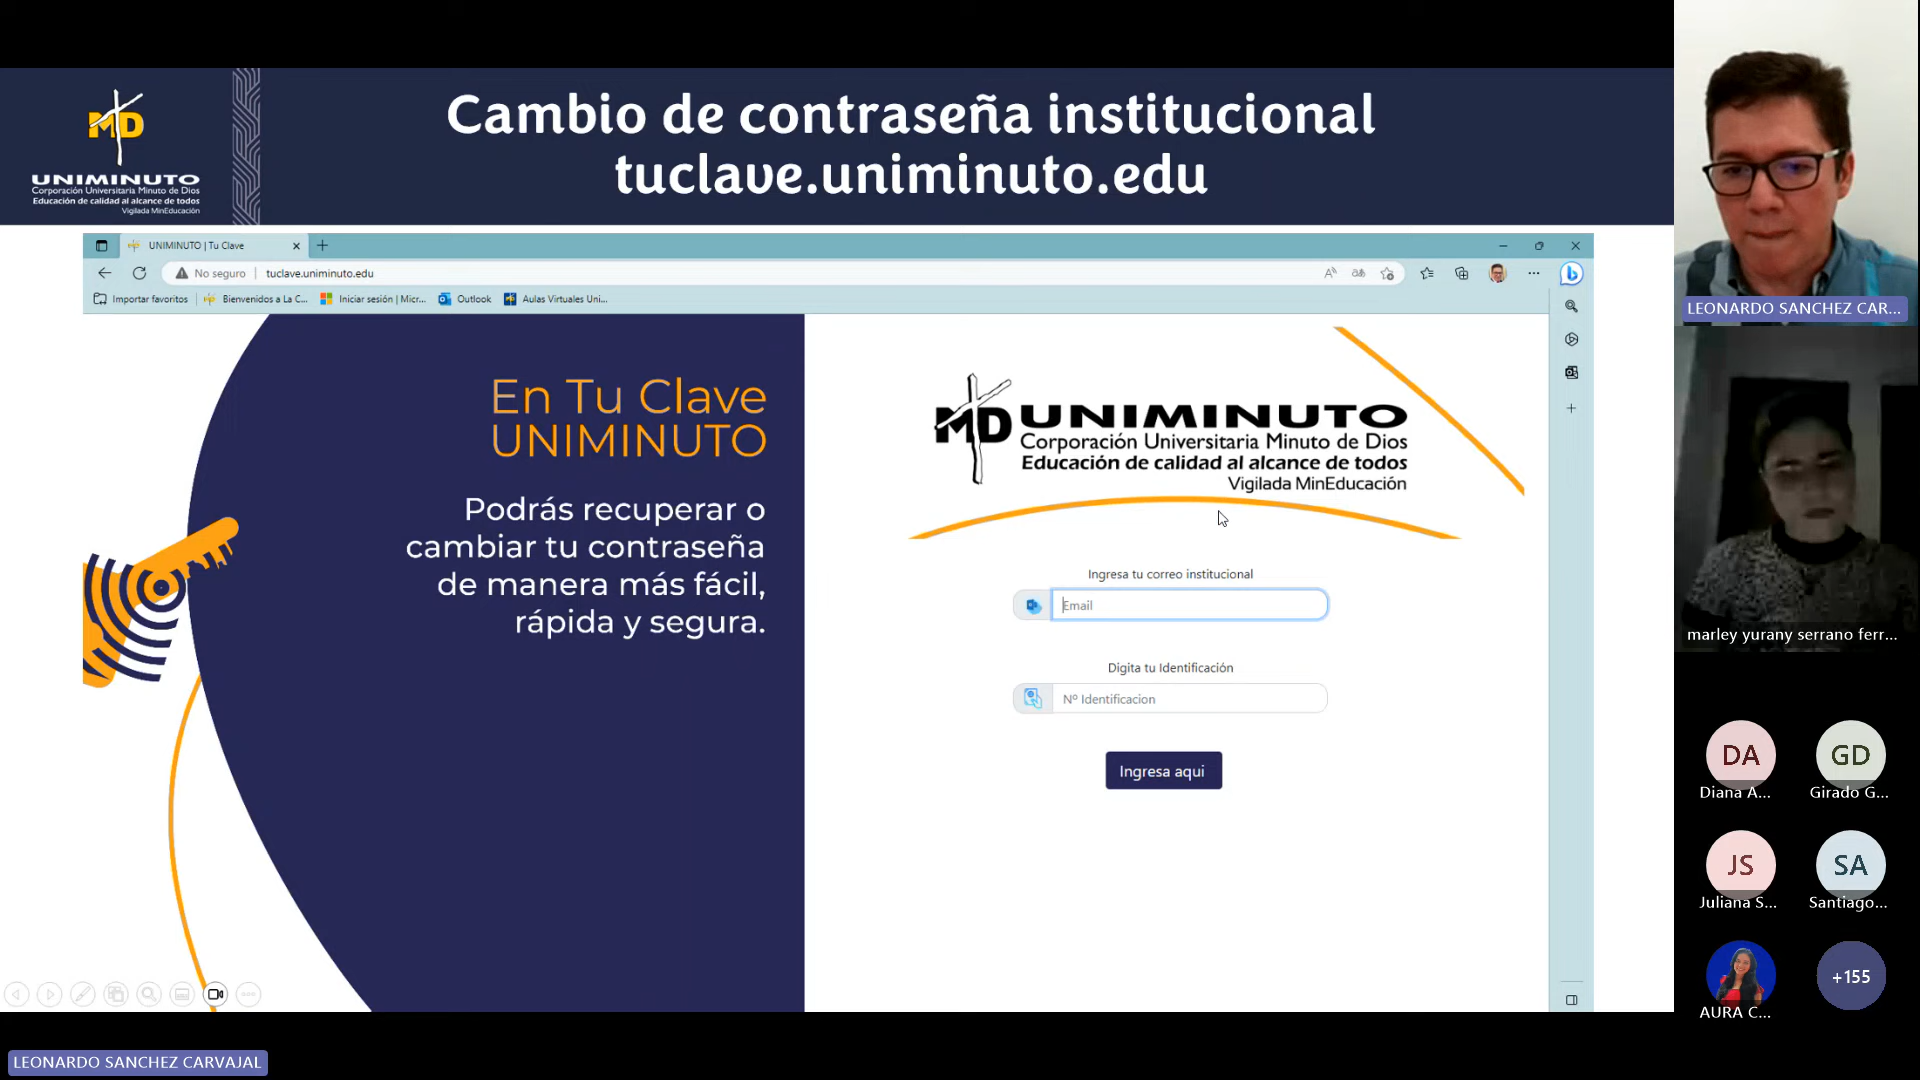 Cambio de contraseña institucional
tuclave.uniminuto.edu
MD
UNIMINUTO
Corporación Universitaria Minuto de Dios
Educación de calidad al alcance de todos
Vigilada MinEducación
UNIMINUTO | Tu Clave
No seguro
tuclave.uniminuto.edu
Importar favoritos
Bienvenidos a La C...
Iniciar sesión | Micr...
Outlook
Aulas Virtuales Uni...
En Tu Clave
UNIMINUTO
Podrás recuperar o
cambiar tu contraseña
de manera más fácil,
rápida y segura.
MD UNIMINUTO
Corporación Universitaria Minuto de Dios
Educación de calidad al alcance de todos
Vigilada MinEducación
Ingresa tu correo institucional
Email
Digita tu Identificación
Nº Identificacion
Ingresa aqui
LEONARDO SANCHEZ CAR...
marley yurany serrano ferr...
DA
Diana A...
GD
Girado G...
JS
Juliana S...
SA
Santiago...
AURA C...
+155
LEONARDO SANCHEZ CARVAJAL